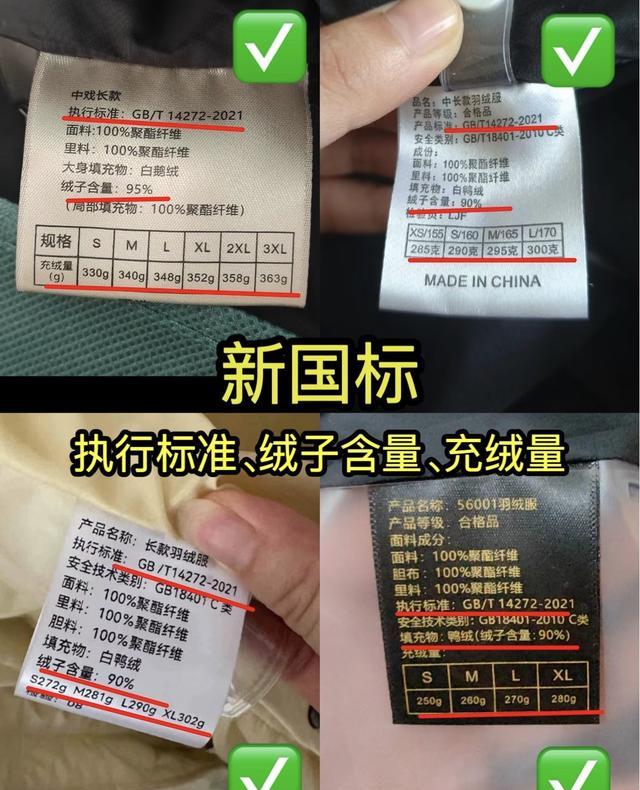 中戏长款
执行标准：GB/T 14272-2021
面料:100%聚酯纤维
里料：100%聚酯纤维
大身填充物：白鹅绒
绒子含量：95%
（局部填充物：100%聚酯纤维）
规格 S M L XL 2XL 3XL
充绒量(g) 330g 340g 348g 352g 358g 363g
品名：中长款羽绒服
产品等级：合格品
产品标准：GB/T14272-2021
安全类别：GB/T18401-2010 C类
成份：
面料：100%聚酯纤维
里料：100%聚酯纤维
填充物：白鸭绒
绒子含量：90%
检验员：LJF
XS/155 S/160 M/165 L/170
285克 290克 295克 300克
MADE IN CHINA
新国标
执行标准、绒子含量、充绒量
产品名称：长款羽绒服
执行标准：GB/T14272-2021
安全技术类别：GB18401 C类
面料：100%聚酯纤维
里料：100%聚酯纤维
胆料：100%聚酯纤维
填充物：白鸭绒
绒子含量：90%
S272g M281g L290g XL302g
产品名称：56001羽绒服
产品等级：合格品
面料成分：
面料：100%聚酯纤维
胆布：100%聚酯纤维
里料：100%聚酯纤维
执行标准：GB/T 14272-2021
安全技术类别：GB18401-2010 C类
填充物：鸭绒(绒子含量：90%)
充绒量：
S M L XL
250g 260g 270g 280g